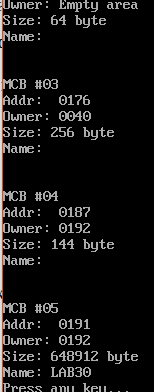 Owner: Empty area
Size: 64 byte
Name:
MCB #03
Addr: 0176
Owner: 0040
Size: 256 byte
Name:
MCB #04
Addr: 0187
Owner: 0192
Size: 144 byte
Name:
MCB #05
Addr: 0191
Owner: 0192
Size: 648912 byte
Name: LAB30
Press any key...